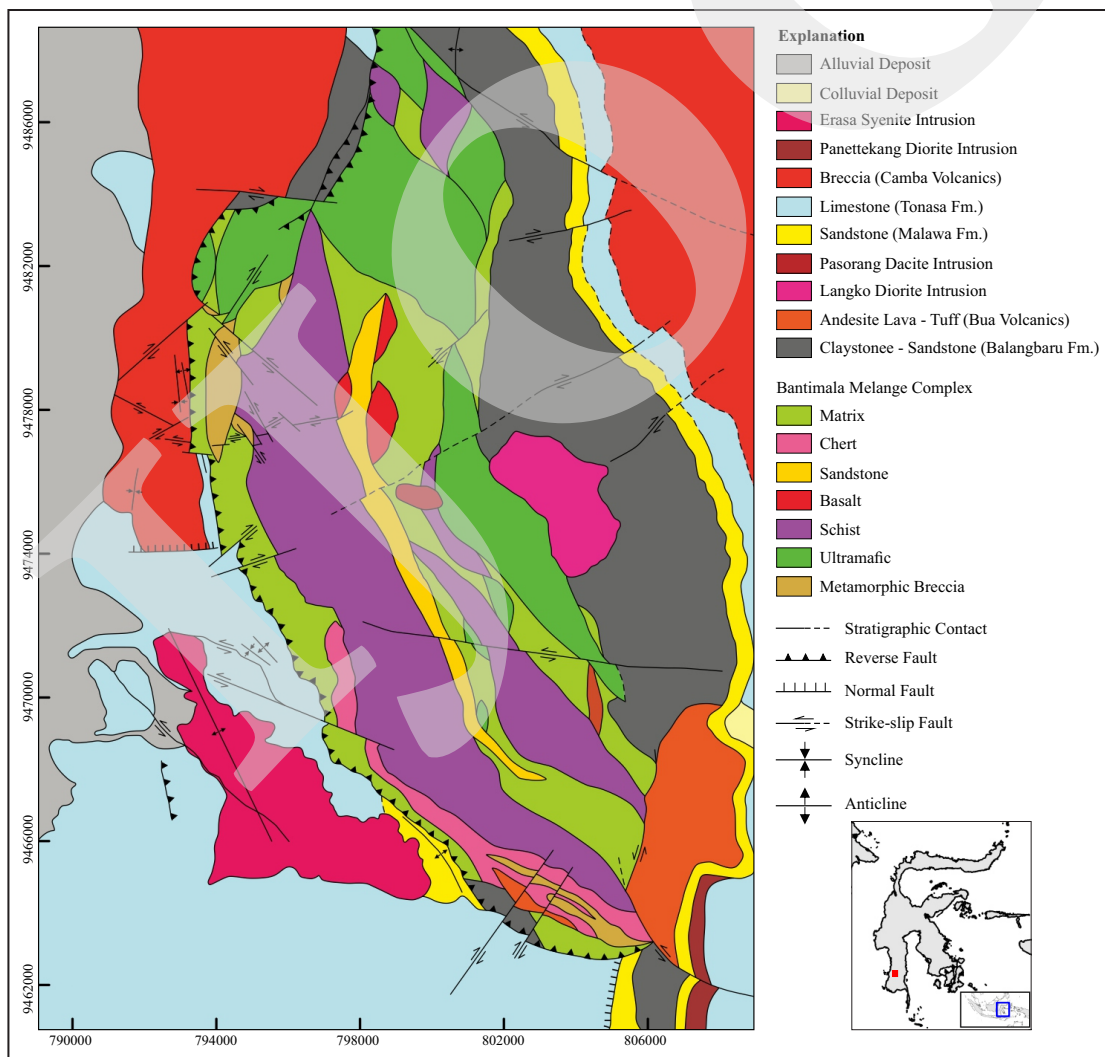 Explanation
Alluvial Deposit
Colluvial Deposit
Erasa Syenite Intrusion
Panettekang Diorite Intrusion
Breccia (Camba Volcanics)
Limestone (Tonasa Fm.)
Sandstone (Malawa Fm.)
Pasorang Dacite Intrusion
Langko Diorite Intrusion
Andesite Lava - Tuff (Bua Volcanics)
Claystonee - Sandstone (Balangbaru Fm.)
Bantimala Melange Complex
Matrix
Chert
Sandstone
Basalt
Schist
Ultramafic
Metamorphic Breccia
Stratigraphic Contact
Reverse Fault
Normal Fault
Strike-slip Fault
Syncline
Anticline
9486000
9482000
9478000
9474000
9470000
9466000
9462000
790000 794000 798000 802000 806000